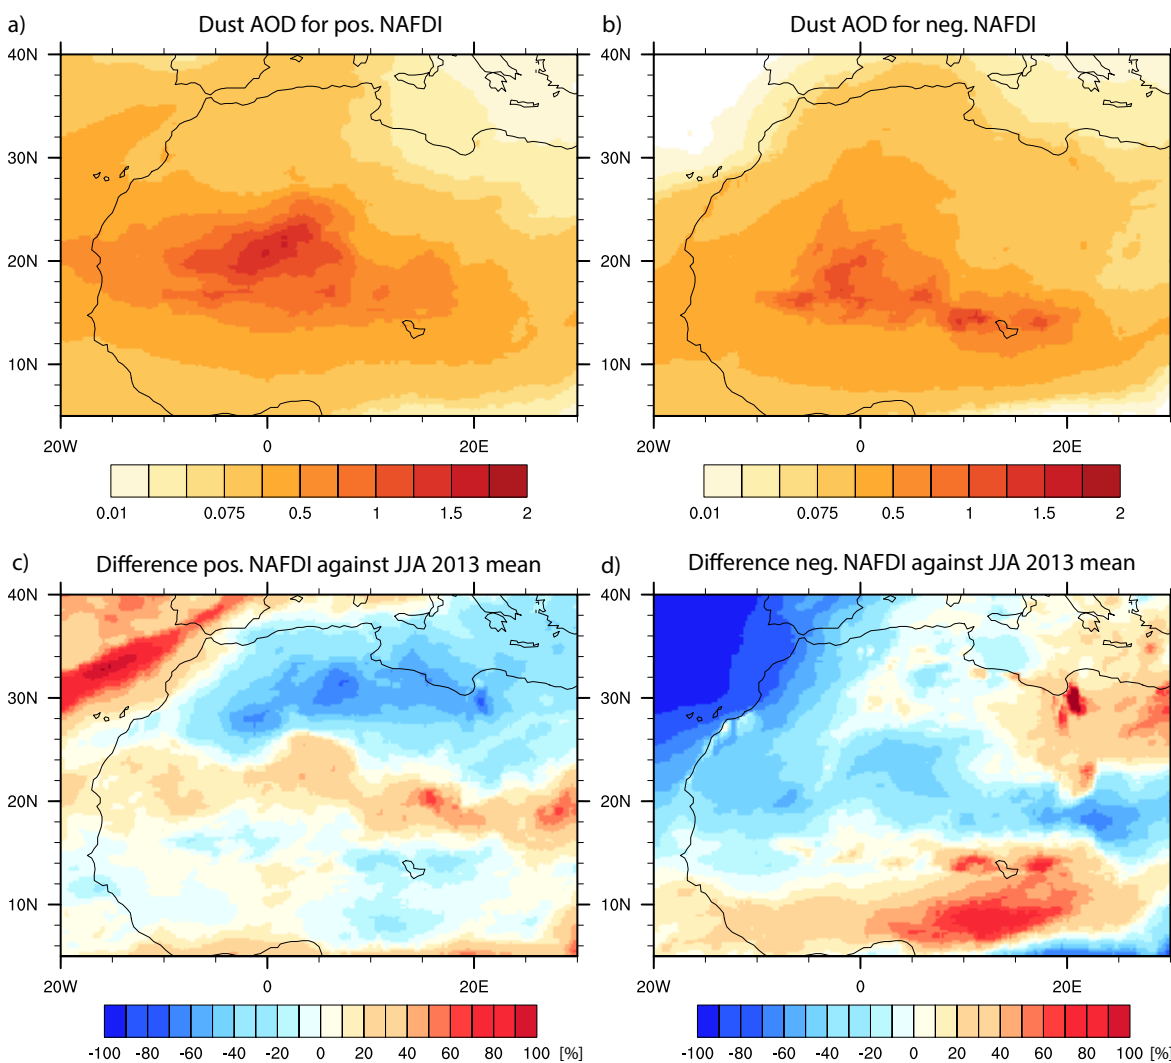 a) Dust AOD for pos. NAFDI
40N
30N
20N
10N
20W 0 20E
0.01 0.075 0.5 1 1.5 2
b) Dust AOD for neg. NAFDI
40N
30N
20N
10N
20W 0 20E
0.01 0.075 0.5 1 1.5 2
c) Difference pos. NAFDI against JJA 2013 mean
40N
30N
20N
10N
20W 0 20E
-100 -80 -60 -40 -20 0 20 40 60 80 100 [%]
d) Difference neg. NAFDI against JJA 2013 mean
40N
30N
20N
10N
20W 0 20E
-100 -80 -60 -40 -20 0 20 40 60 80 100 [%]